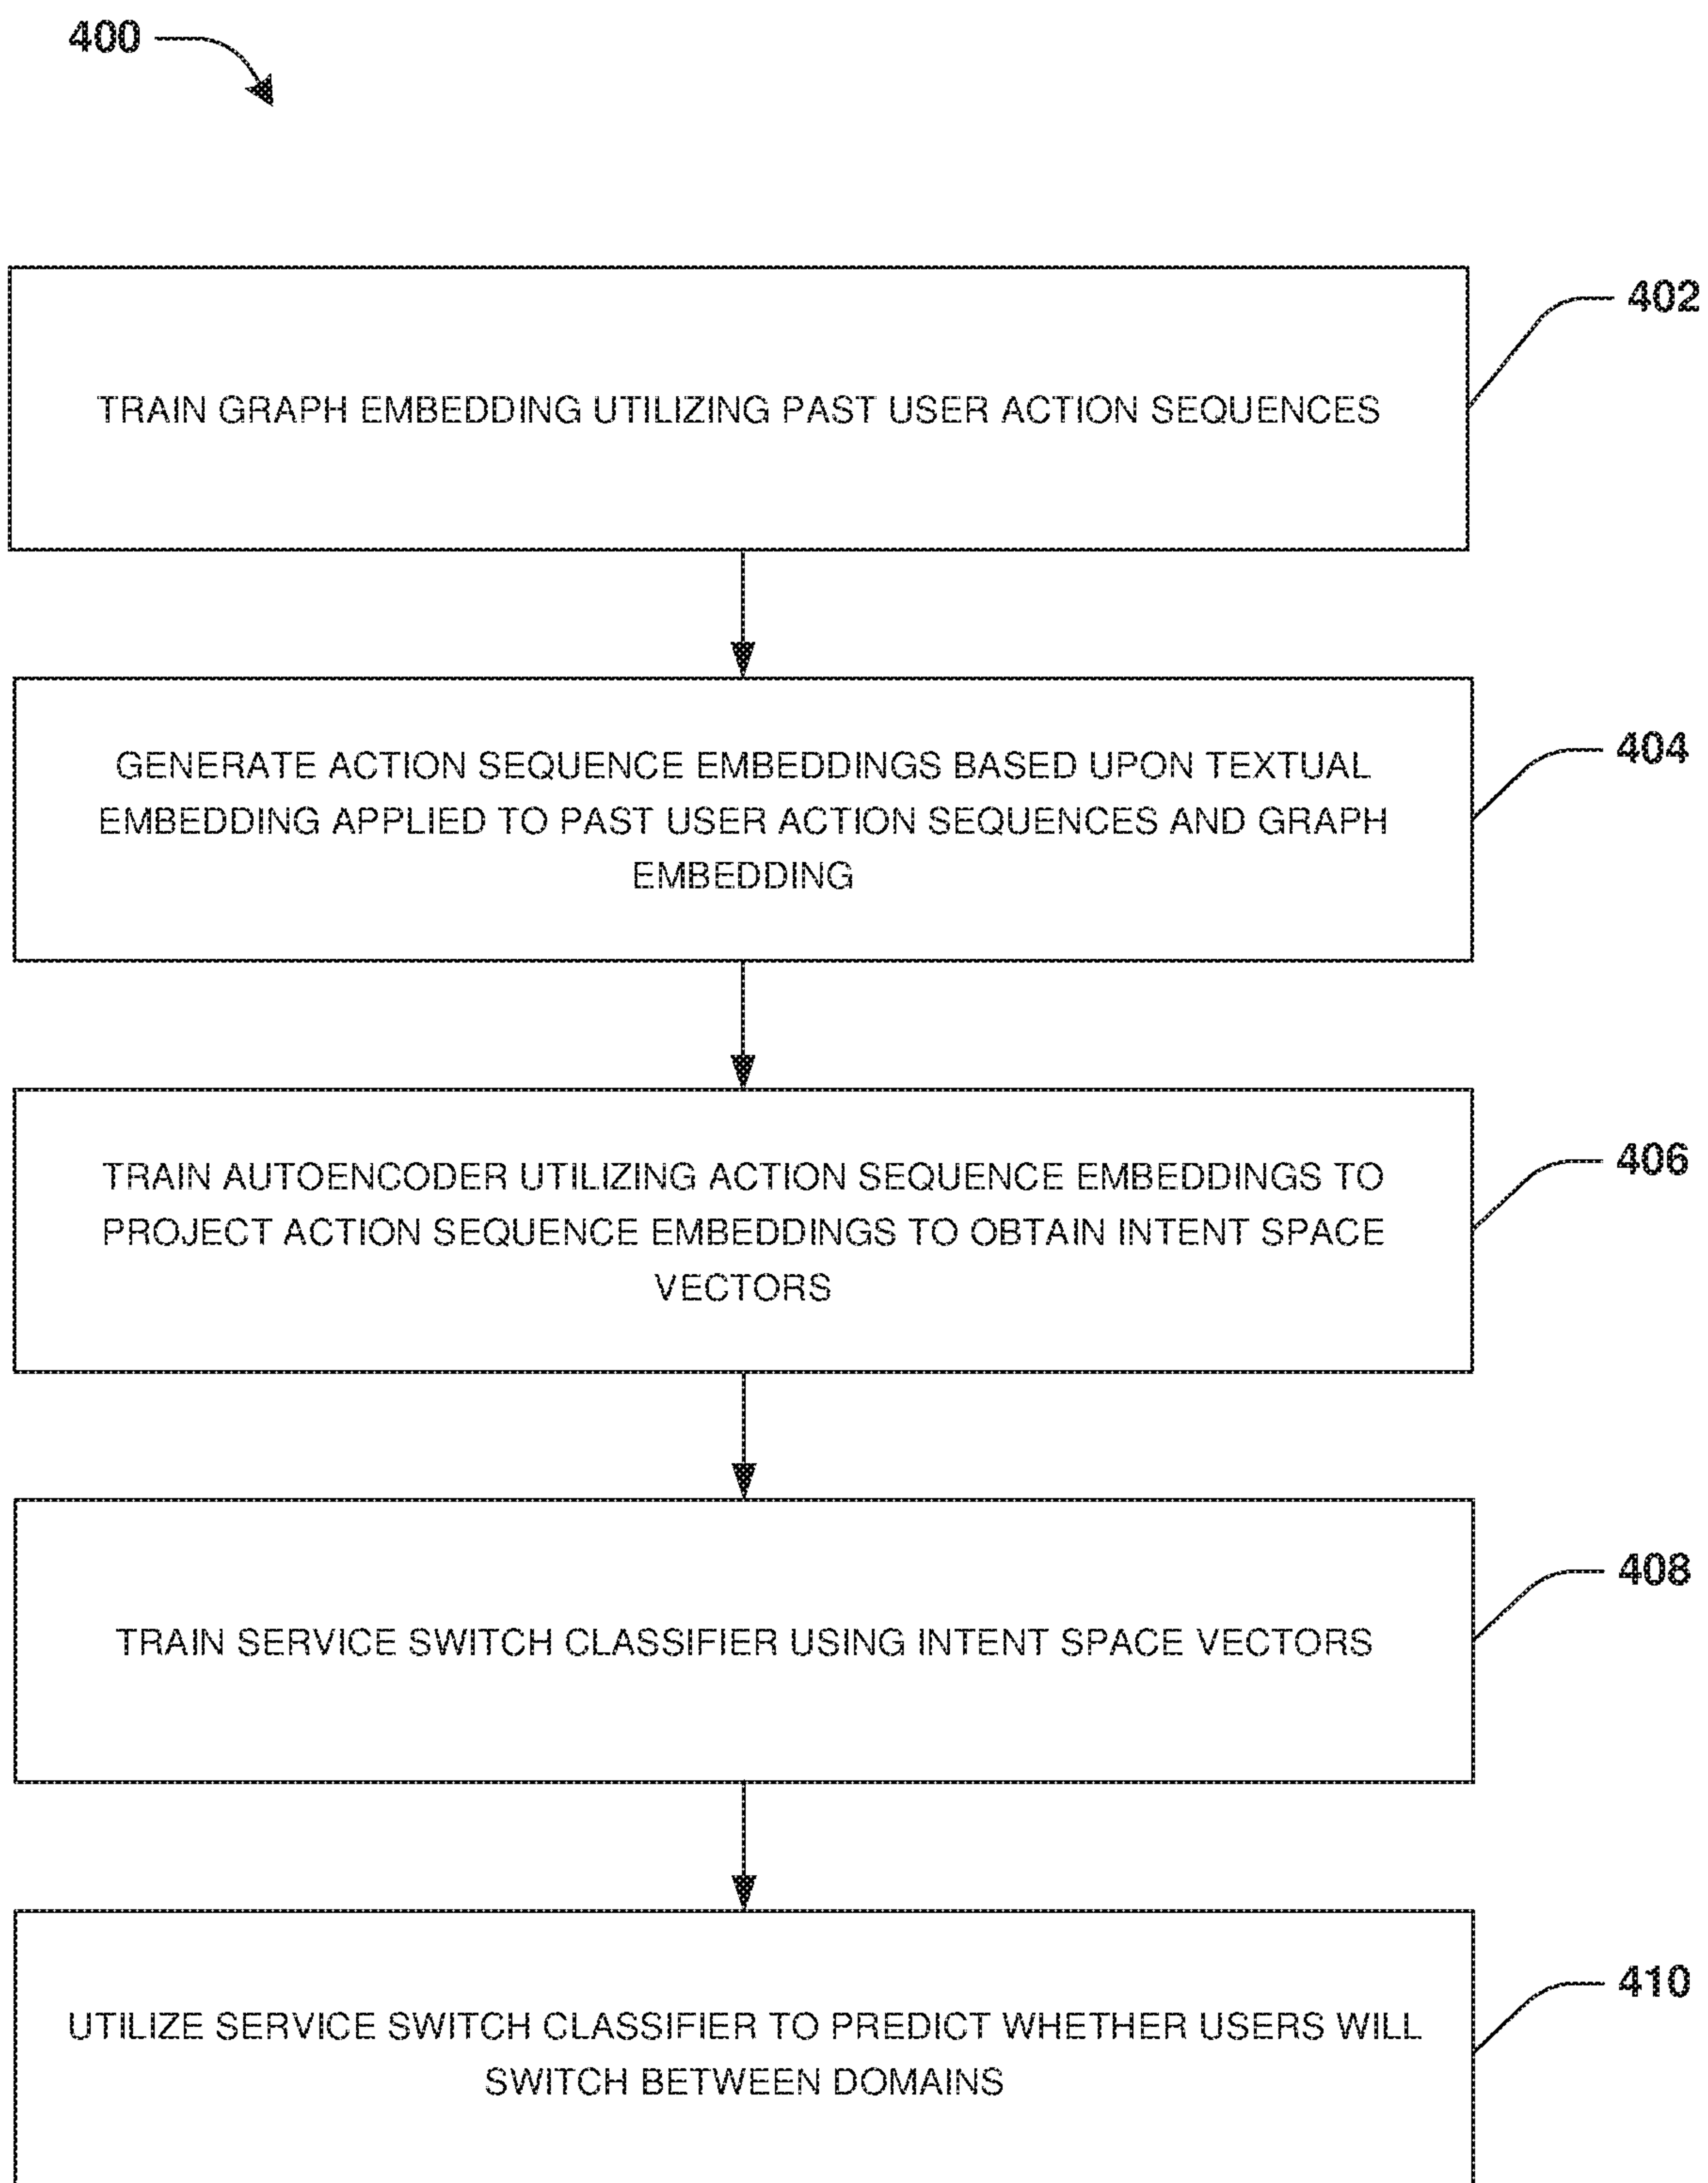 400
402
TRAIN GRAPH EMBEDDING UTILIZING PAST USER ACTION SEQUENCES
404
GENERATE ACTION SEQUENCE EMBEDDINGS BASED UPON TEXTUAL
EMBEDDING APPLIED TO PAST USER ACTION SEQUENCES AND GRAPH
EMBEDDING
406
TRAIN AUTOENCODER UTILIZING ACTION SEQUENCE EMBEDDINGS TO
PROJECT ACTION SEQUENCE EMBEDDINGS TO OBTAIN INTENT SPACE
VECTORS
408
TRAIN SERVICE SWITCH CLASSIFIER USING INTENT SPACE VECTORS
410
UTILIZE SERVICE SWITCH CLASSIFIER TO PREDICT WHETHER USERS WILL
SWITCH BETWEEN DOMAINS